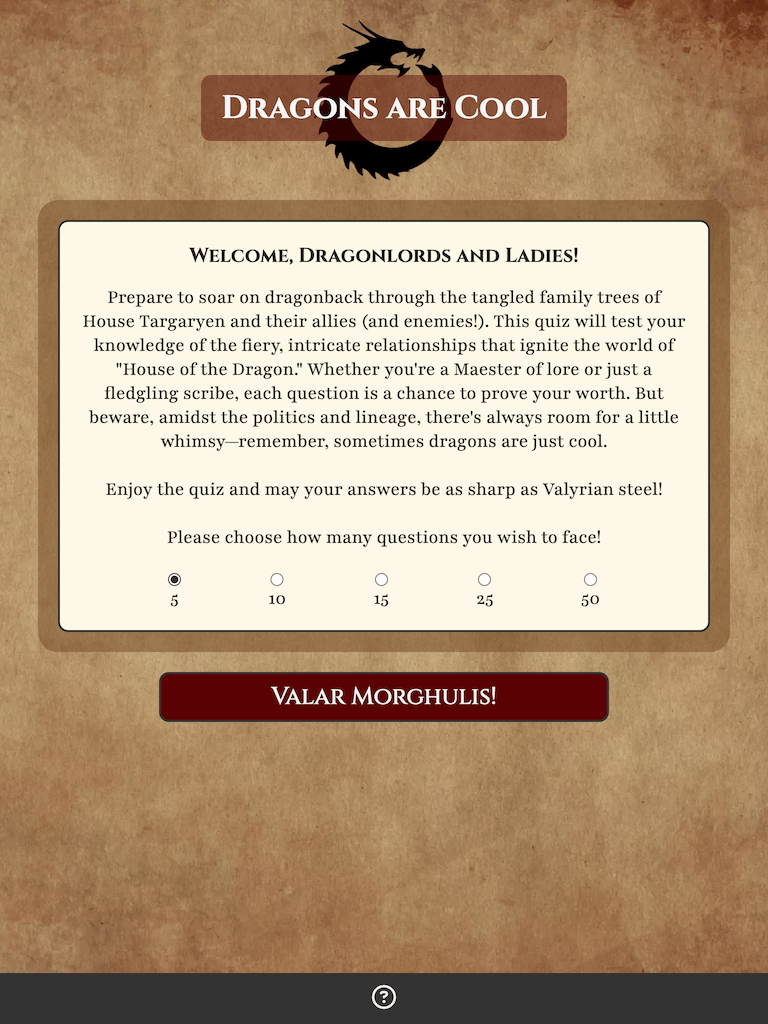 Dragons are Cool
Welcome, Dragonlords and Ladies!
Prepare to soar on dragonback through the tangled family trees of
House Targaryen and their allies (and enemies!). This quiz will test your
knowledge of the fiery, intricate relationships that ignite the world of
"House of the Dragon." Whether you're a Maester of lore or just a
fledgling scribe, each question is a chance to prove your worth. But
beware, amidst the politics and lineage, there's always room for a little
whimsy—remember, sometimes dragons are just cool.
Enjoy the quiz and may your answers be as sharp as Valyrian steel!
Please choose how many questions you wish to face!
5 10 15 25 50
Valar Morghulis!
?